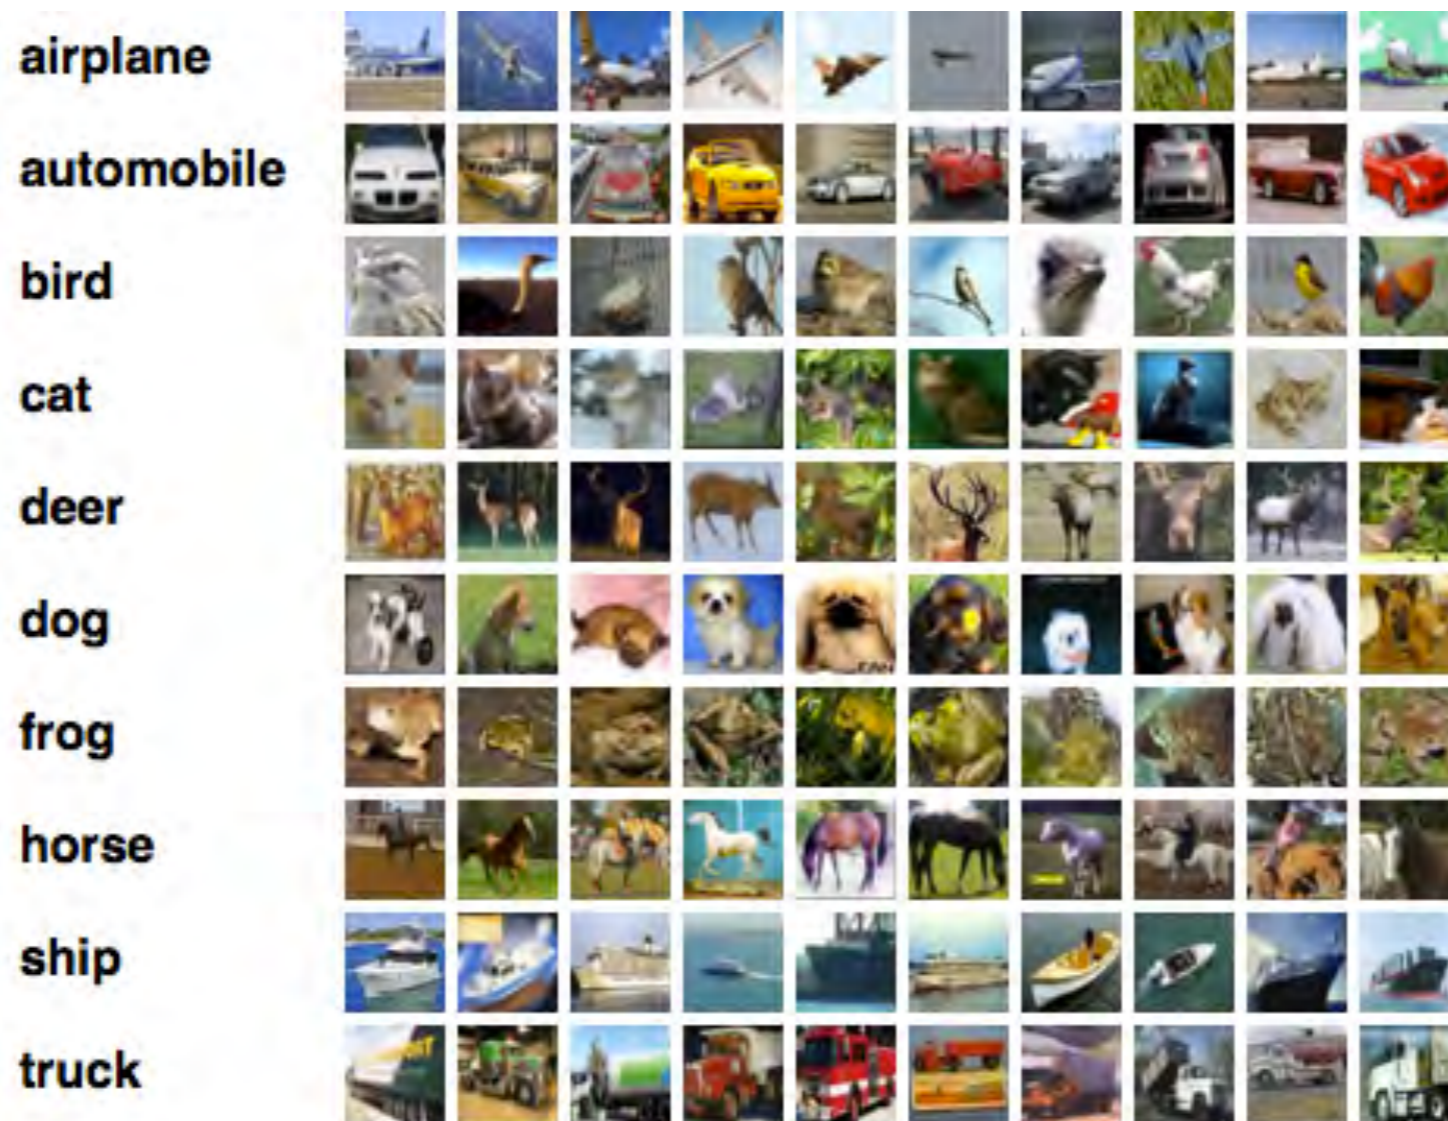 airplane
automobile
bird
cat
deer
dog
frog
horse
ship
truck